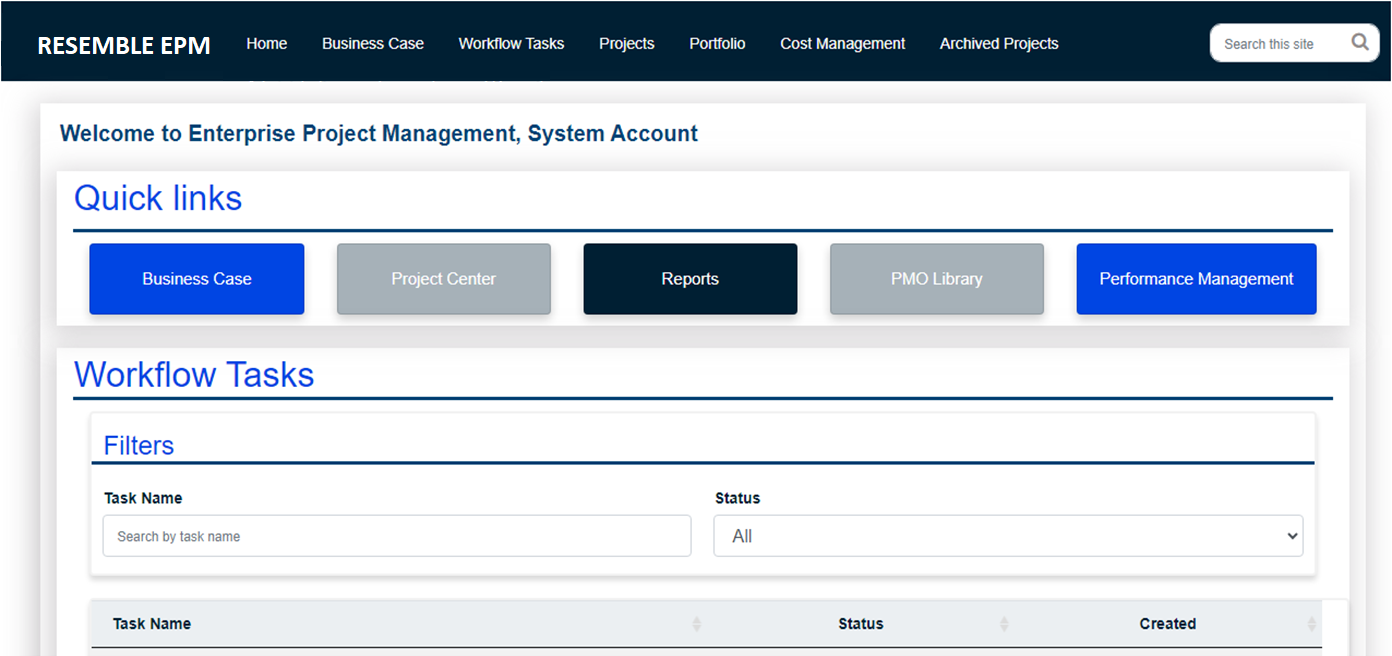 RESEMBLE EPM Home Business Case Workflow Tasks Projects Portfolio Cost Management Archived Projects Search this site
Welcome to Enterprise Project Management, System Account
Quick links
Business Case Project Center Reports PMO Library Performance Management
Workflow Tasks
Filters
Task Name Status
Search by task name All
Task Name Status Created